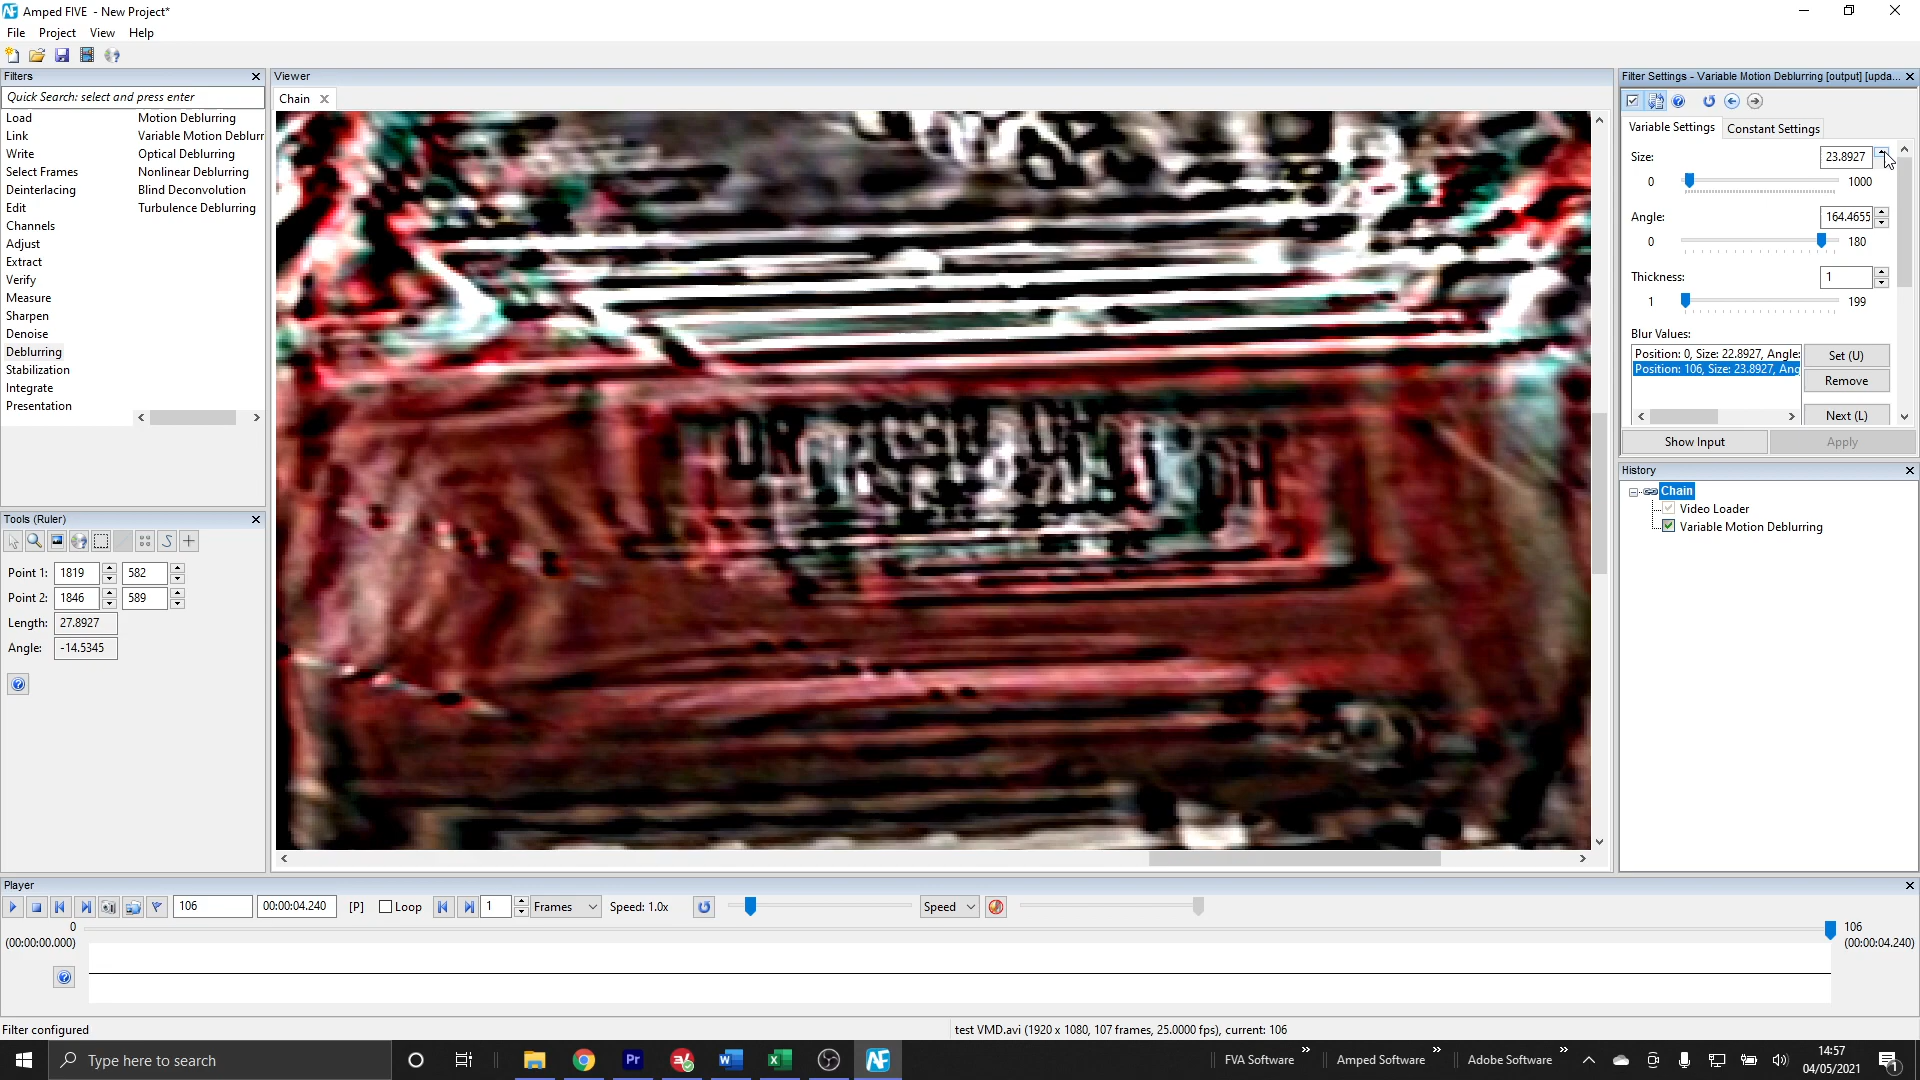 Amped FIVE - New Project*
File Project View Help
Filters
Quick Search: select and press enter
Load Motion Deblurring
Link Variable Motion Deblurr
Write Optical Deblurring
Select Frames Nonlinear Deblurring
Deinterlacing Blind Deconvolution
Edit Turbulence Deblurring
Channels
Adjust
Extract
Verify
Measure
Sharpen
Denoise
Deblurring
Stabilization
Integrate
Presentation
Tools (Ruler)
Point 1: 1819 582
Point 2: 1846 589
Length: 27.8927
Angle: -14.5345
Viewer
Chain
Filter Settings - Variable Motion Deblurring [output] [upda...
Variable Settings Constant Settings
Size: 23.8927
0 1000
Angle: 164.4655
0 180
Thickness: 1
1 199
Blur Values:
Position: 0, Size: 22.8927, Angle:
Position: 106, Size: 23.8927, Ang
Set (U)
Remove
Next (L)
Show Input Apply
History
Chain
Video Loader
Variable Motion Deblurring
Player
106 00:00:04.240 [P] Loop 1 Frames Speed: 1.0x Speed
0 106
(00:00:00.000) (00:00:04.240)
Filter configured
test VMD.avi (1920 x 1080, 107 frames, 25.0000 fps), current: 106
Type here to search
Pr
W
X
AF
FVA Software
Amped Software
Adobe Software
14:57
04/05/2021
1